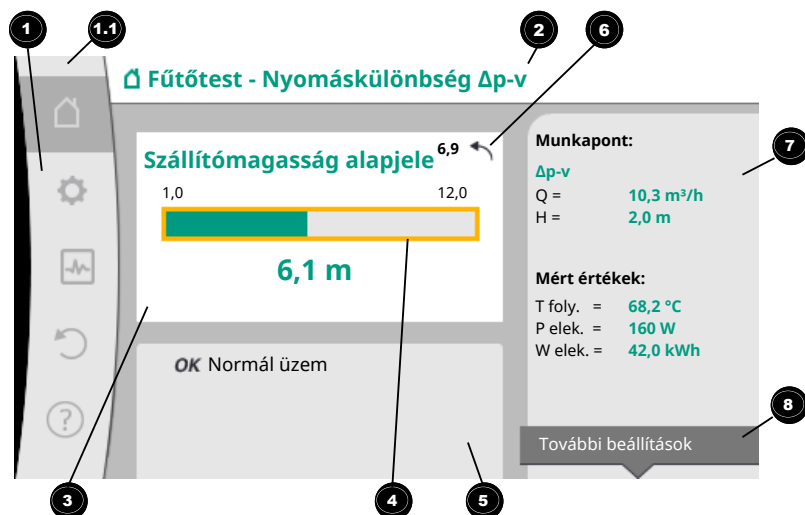 1
1.1
2
6
Fűtőtest - Nyomáskülönbség Δp-v
Szállítómagasság alapjele
6,9
1,0
12,0
6,1 m
OK Normál üzem
Munkapont:
Δp-v
Q = 10,3 m³/h
H = 2,0 m
Mért értékek:
T foly. = 68,2 °C
P elek. = 160 W
W elek. = 42,0 kWh
További beállítások
?
7
8
3
4
5